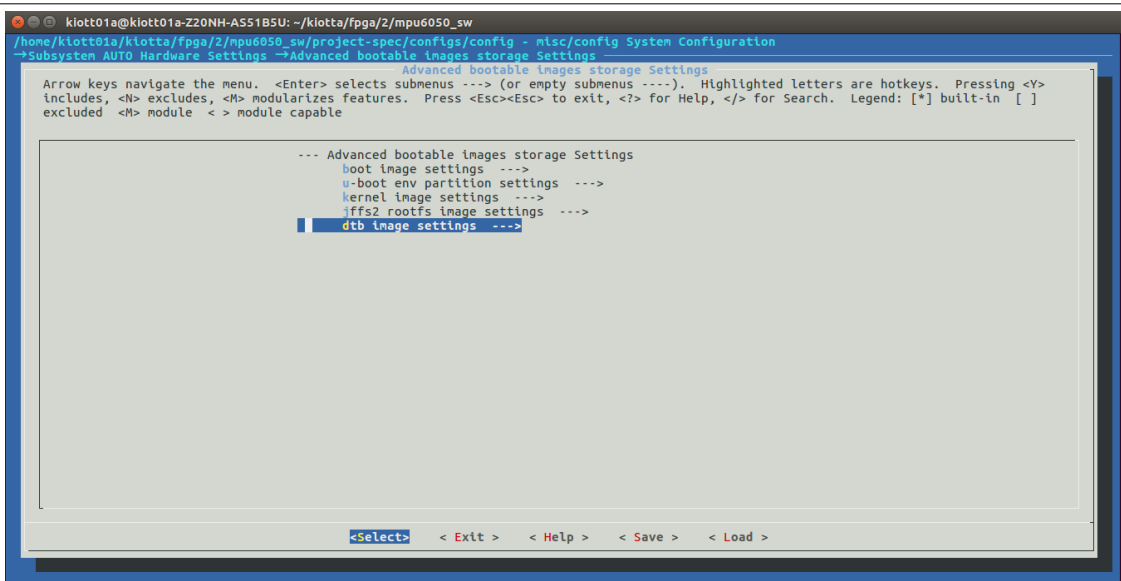 kiott01a@kiott01a-Z20NH-AS51B5U: ~/kiotta/fpga/2/mpu6050_sw
/home/kiott01a/kiotta/fpga/2/mpu6050_sw/project-spec/configs/config - misc/config System Configuration
→Subsystem AUTO Hardware Settings →Advanced bootable images storage Settings
Advanced bootable images storage Settings
Arrow keys navigate the menu.  <Enter> selects submenus ---> (or empty submenus ----).  Highlighted letters are hotkeys.  Pressing <Y>
includes, <N> excludes, <M> modularizes features.  Press <Esc><Esc> to exit, <?> for Help, </> for Search.  Legend: [*] built-in  [ ]
excluded  <M> module  < > module capable
--- Advanced bootable images storage Settings
boot image settings  --->
u-boot env partition settings  --->
kernel image settings  --->
jffs2 rootfs image settings  --->
dtb image settings  --->
<Select>    < Exit >    < Help >    < Save >    < Load >